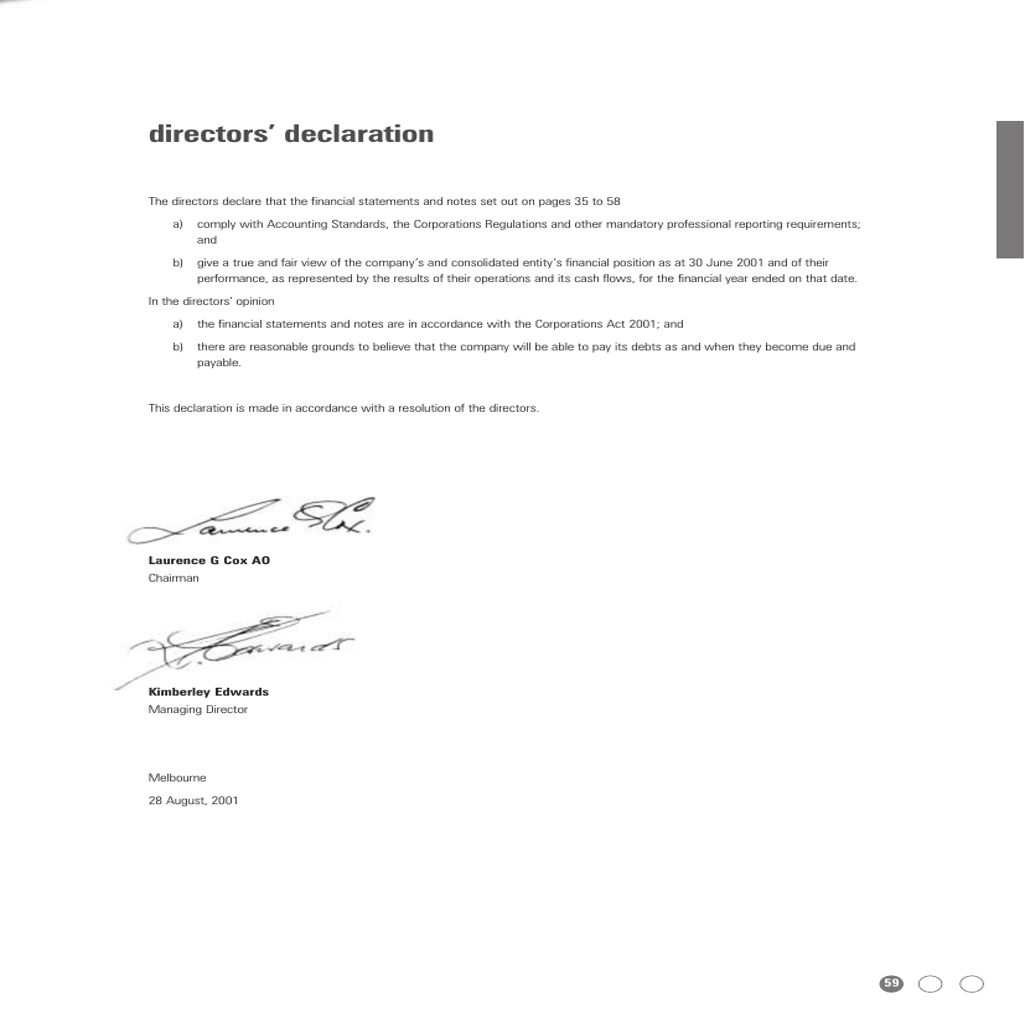 directors’ declaration
The directors declare that the financial statements and notes set out on pages 35 to 58
a) comply with Accounting Standards, the Corporations Regulations and other mandatory professional reporting requirements;
and
b) give a true and fair view of the company’s and consolidated entity’s financial position as at 30 June 2001 and of their
performance, as represented by the results of their operations and its cash flows, for the financial year ended on that date.
In the directors’ opinion
a) the financial statements and notes are in accordance with the Corporations Act 2001; and
b) there are reasonable grounds to believe that the company will be able to pay its debts as and when they become due and
payable.
This declaration is made in accordance with a resolution of the directors.
Laurence G Cox.
Laurence G Cox AO
Chairman
K. Edwards
Kimberley Edwards
Managing Director
Melbourne
28 August, 2001
59